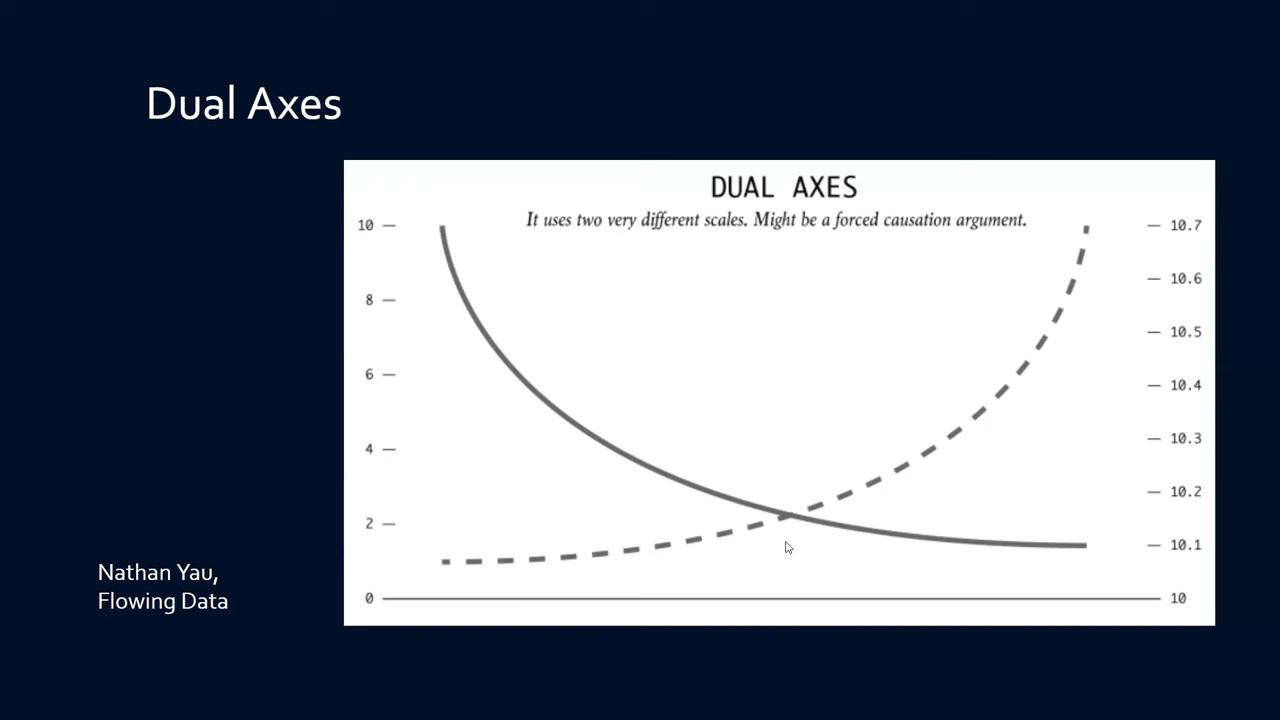 Dual Axes
DUAL AXES
It uses two very different scales. Might be a forced causation argument.
10
8
6
4
2
0
10.7
10.6
10.5
10.4
10.3
10.2
10.1
10
Nathan Yau,
Flowing Data